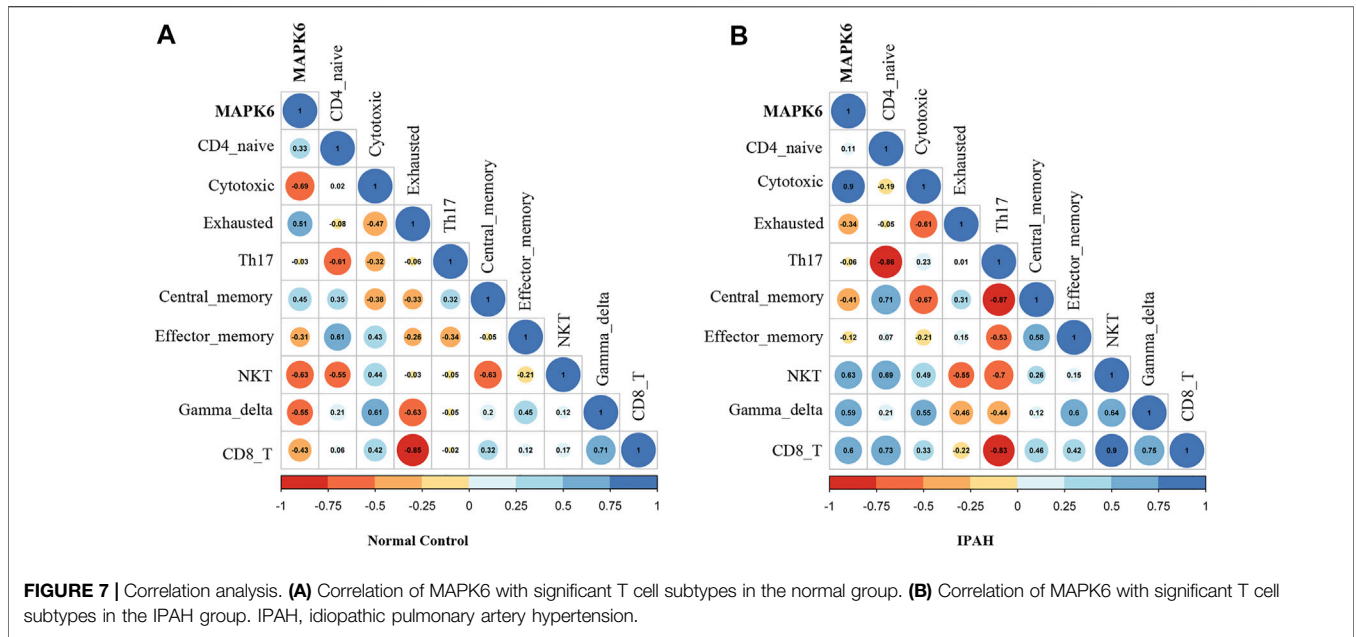 A
MAPK6
CD4_naive
Cytotoxic
Exhausted
Th17
Central_memory
Effector_memory
NKT
Gamma_delta
CD8_T
MAPK6 1
CD4_naive 0.33 1
Cytotoxic -0.69 0.02 1
Exhausted 0.51 -0.08 -0.47 1
Th17 -0.03 -0.61 -0.32 -0.06 1
Central_memory 0.45 0.35 -0.38 -0.33 0.32 1
Effector_memory -0.31 0.61 0.43 -0.26 -0.34 -0.05 1
NKT -0.63 -0.55 0.44 -0.03 -0.05 -0.63 -0.21 1
Gamma_delta -0.55 0.21 0.61 -0.63 -0.05 0.2 0.45 0.12 1
CD8_T -0.43 0.06 0.42 -0.85 -0.02 0.32 0.12 0.17 0.71 1
-1 -0.75 -0.5 -0.25 0 0.25 0.5 0.75 1
Normal Control
B
MAPK6
CD4_naive
Cytotoxic
Exhausted
Th17
Central_memory
Effector_memory
NKT
Gamma_delta
CD8_T
MAPK6 1
CD4_naive 0.11 1
Cytotoxic 0.9 -0.19 1
Exhausted -0.34 -0.05 -0.61 1
Th17 -0.06 -0.86 0.23 0.01 1
Central_memory -0.41 0.71 -0.67 0.31 -0.87 1
Effector_memory -0.12 0.07 -0.21 0.15 -0.53 0.58 1
NKT 0.63 0.69 0.49 -0.55 -0.7 0.26 0.15 1
Gamma_delta 0.59 0.21 0.55 -0.46 -0.44 0.12 0.6 0.64 1
CD8_T 0.6 0.73 0.33 -0.22 -0.83 0.46 0.42 0.9 0.75 1
-1 -0.75 -0.5 -0.25 0 0.25 0.5 0.75 1
IPAH
FIGURE 7 | Correlation analysis. (A) Correlation of MAPK6 with significant T cell subtypes in the normal group. (B) Correlation of MAPK6 with significant T cell
subtypes in the IPAH group. IPAH, idiopathic pulmonary artery hypertension.